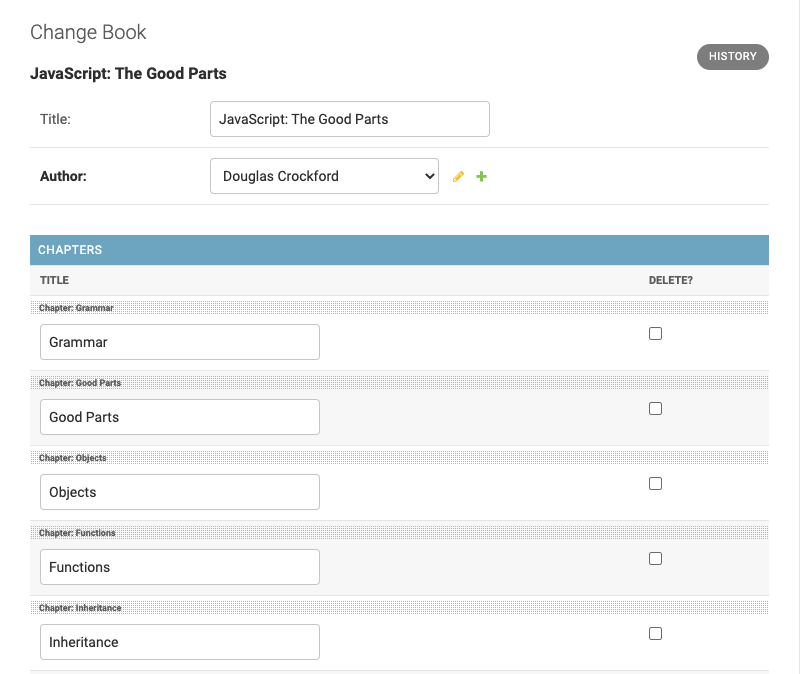 Change Book
HISTORY
JavaScript: The Good Parts
Title: JavaScript: The Good Parts
Author: Douglas Crockford
CHAPTERS
TITLE DELETE?
Chapter: Grammar
Grammar
Chapter: Good Parts
Good Parts
Chapter: Objects
Objects
Chapter: Functions
Functions
Chapter: Inheritance
Inheritance